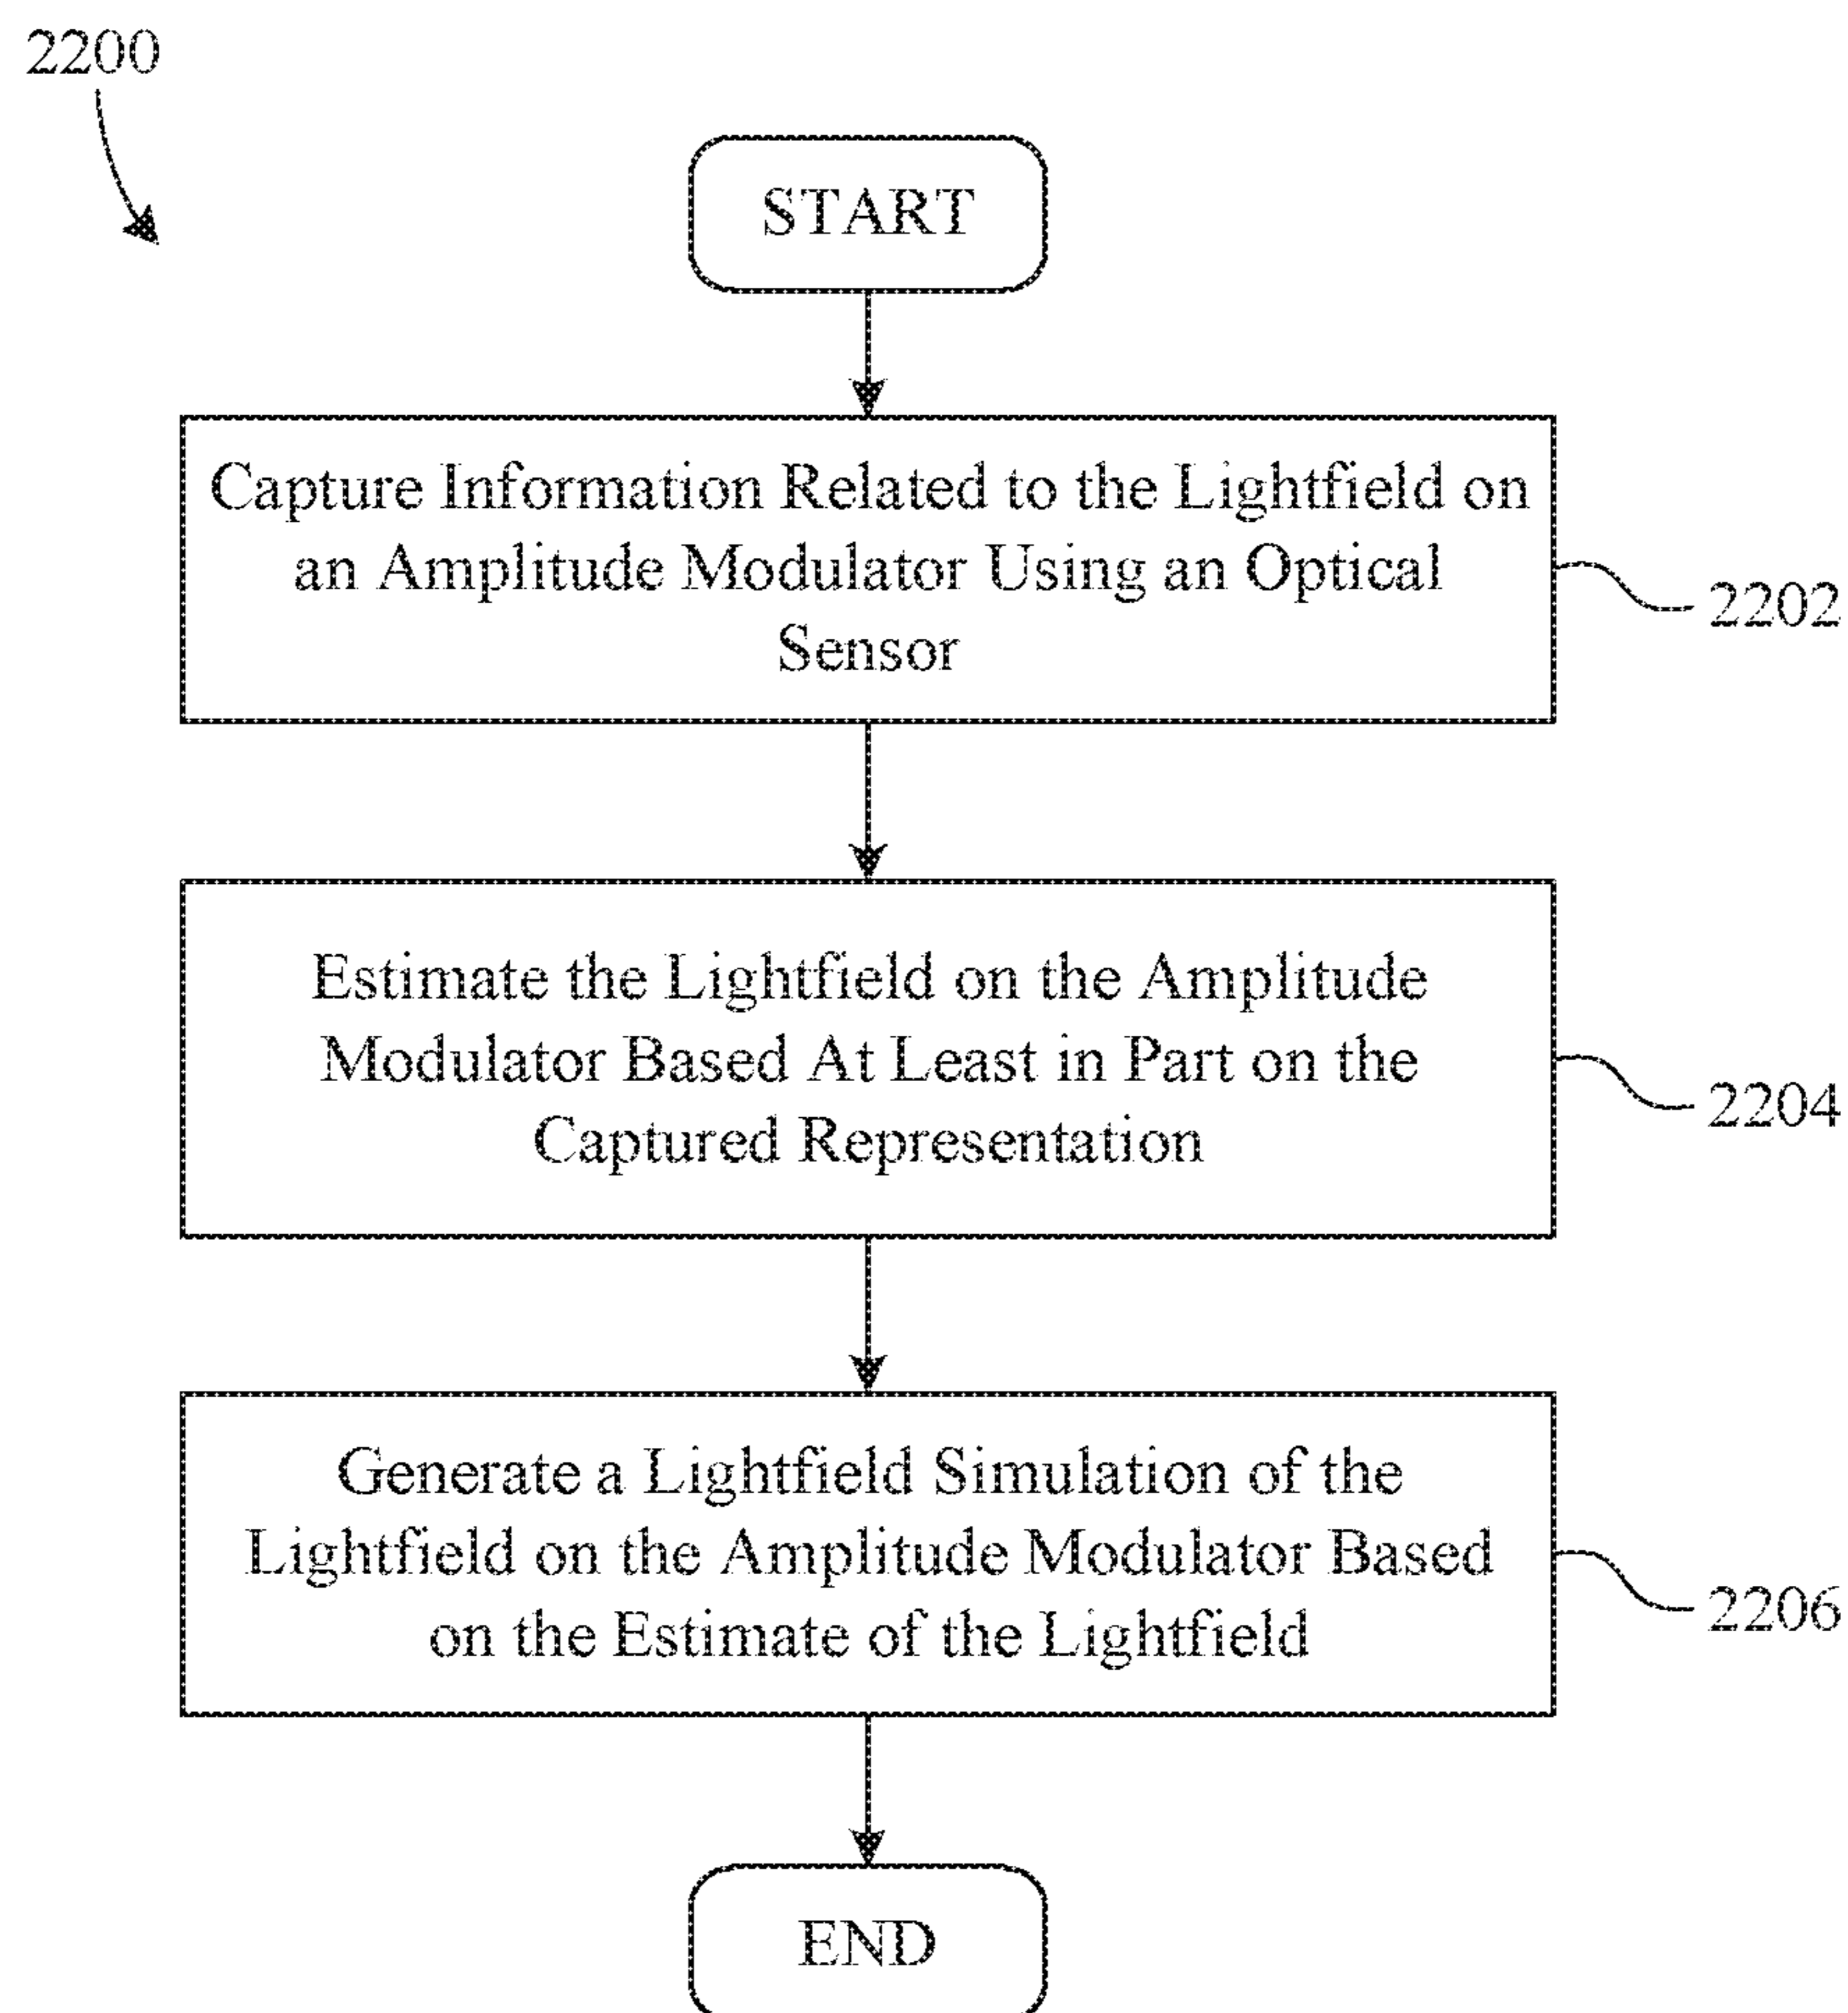 2200
START
Capture Information Related to the Lightfield on
an Amplitude Modulator Using an Optical
Sensor
2202
Estimate the Lightfield on the Amplitude
Modulator Based At Least in Part on the
Captured Representation
2204
Generate a Lightfield Simulation of the
Lightfield on the Amplitude Modulator Based
on the Estimate of the Lightfield
2206
END